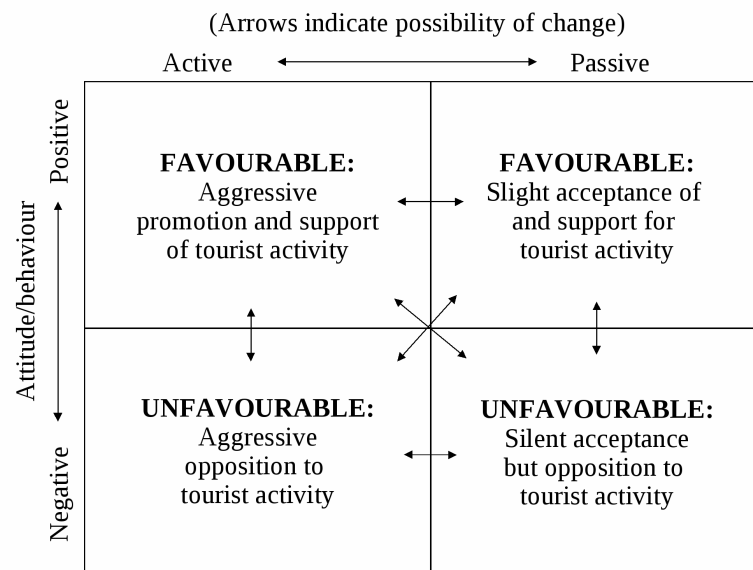 (Arrows indicate possibility of change)
Active
Passive
Positive
Attitude/behaviour
Negative
FAVOURABLE:
Aggressive
promotion and support
of tourist activity
FAVOURABLE:
Slight acceptance of
and support for
tourist activity
UNFAVOURABLE:
Aggressive
opposition to
tourist activity
UNFAVOURABLE:
Silent acceptance
but opposition to
tourist activity